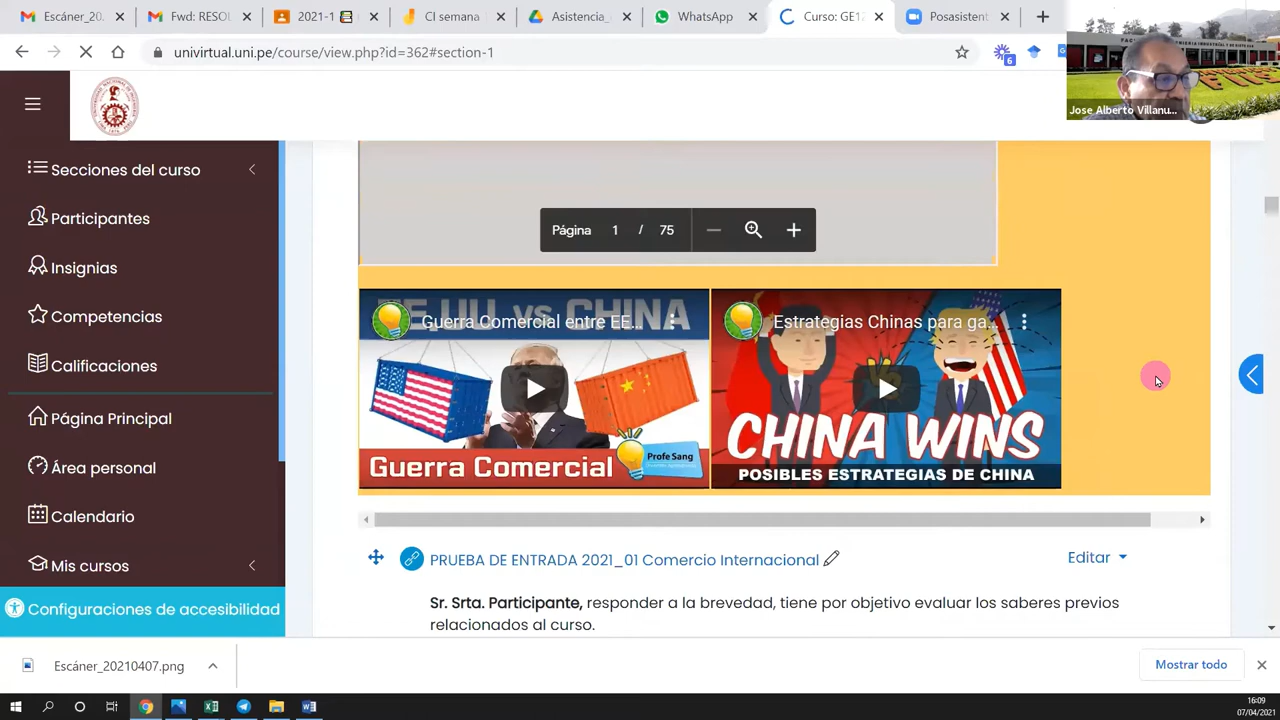 Escáner_20
Fwd: RESOL
2021-1
CI semana
Asistencia_
WhatsApp
Curso: GE12
Posasistem
univirtual.uni.pe/course/view.php?id=362#section-1
6
Jose Alberto Villanu...
Secciones del curso
Participantes
Insignias
Competencias
Calificaciones
Página Principal
Área personal
Calendario
Mis cursos
Configuraciones de accesibilidad
Página 1 / 75
EE.UU vs CHINA
Guerra Comercial entre EE...
Guerra Comercial
Profe Sang
Estrategias Chinas para ga...
CHINA WINS
POSIBLES ESTRATEGIAS DE CHINA
PRUEBA DE ENTRADA 2021_01 Comercio Internacional
Editar
Sr. Srta. Participante, responder a la brevedad, tiene por objetivo evaluar los saberes previos
relacionados al curso.
Escáner_20210407.png
Mostrar todo
16:09
07/04/2021